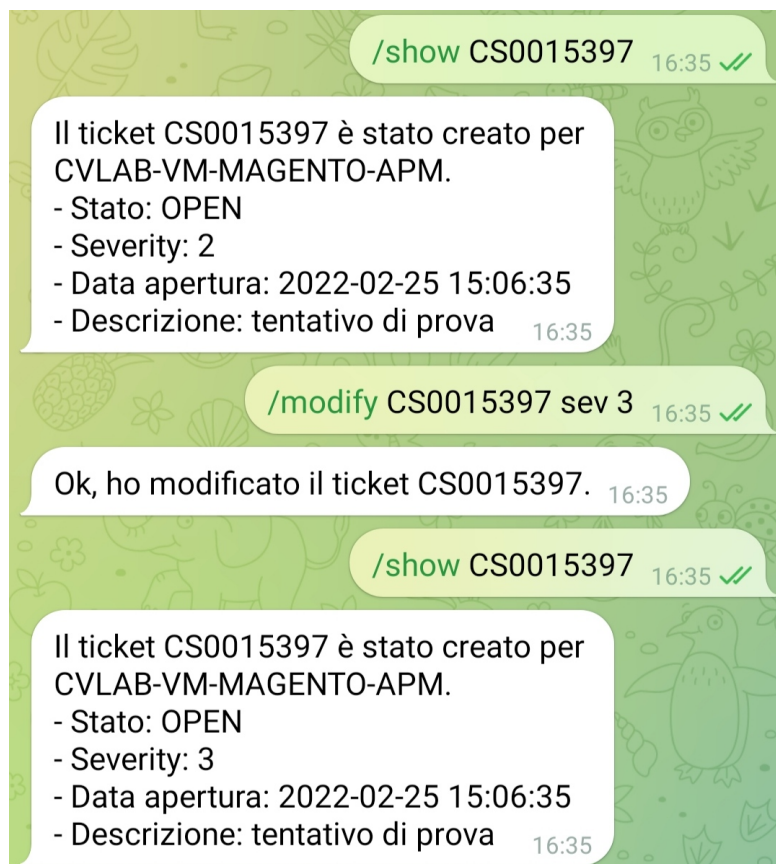 /show CS0015397 16:35
Il ticket CS0015397 è stato creato per
CVLAB-VM-MAGENTO-APM.
- Stato: OPEN
- Severity: 2
- Data apertura: 2022-02-25 15:06:35
- Descrizione: tentativo di prova 16:35
/modify CS0015397 sev 3 16:35
Ok, ho modificato il ticket CS0015397. 16:35
/show CS0015397 16:35
Il ticket CS0015397 è stato creato per
CVLAB-VM-MAGENTO-APM.
- Stato: OPEN
- Severity: 3
- Data apertura: 2022-02-25 15:06:35
- Descrizione: tentativo di prova 16:35